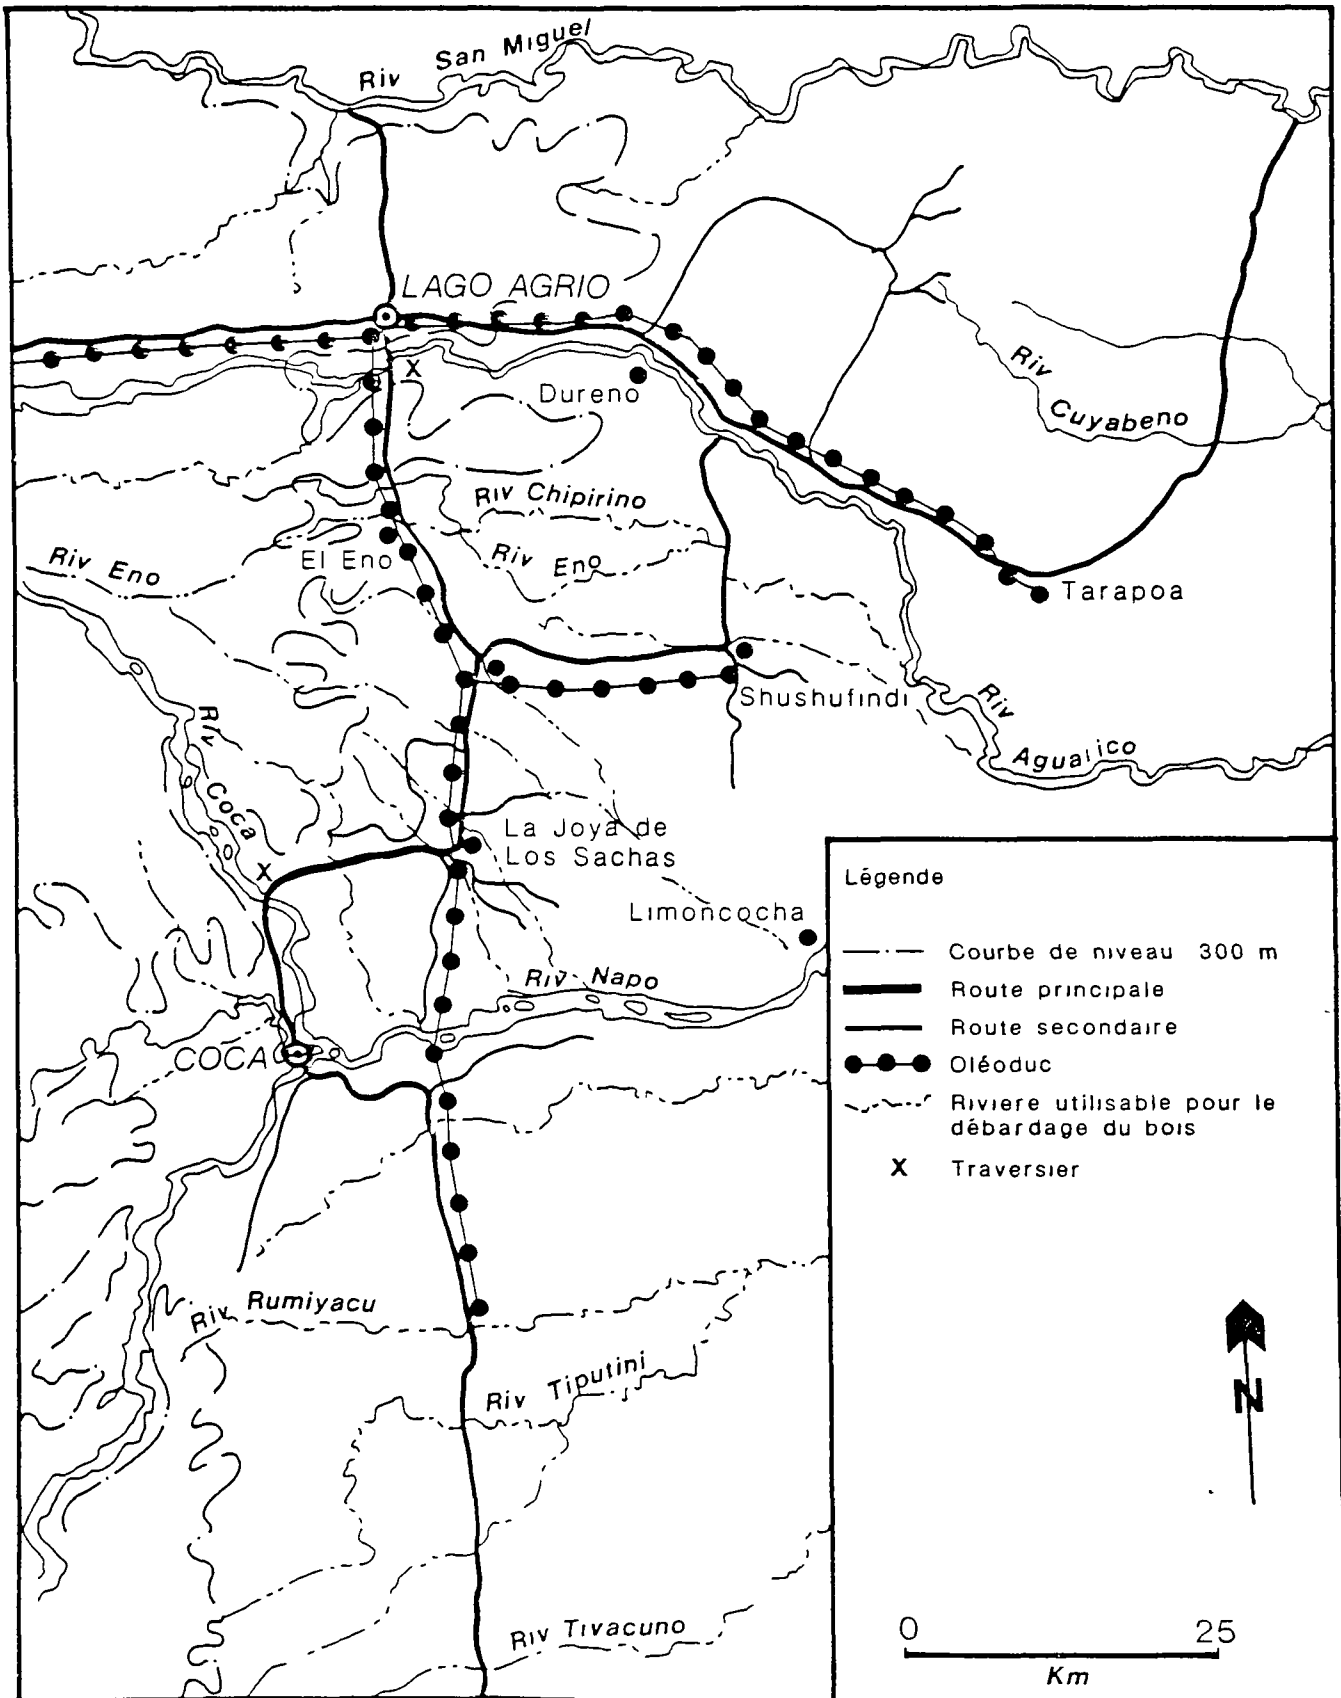 Riv San Miguel
LAGO AGRIO
X
Dureno
Riv
Cuyabeno
Riv Chipirino
Riv Eno
El Eno
Riv Eno
Tarapoa
Shushufindi
Riv
Aguarico
Riv
Coca
X
La Joya de
Los Sachas
Limoncocha
Riv Napo
COCA
Riv Rumiyacu
Riv Tiputini
Riv Tivacuno
Légende
Courbe de niveau 300 m
Route principale
Route secondaire
Oléoduc
Riviere utilisable pour le
débardage du bois
X Traversier
N
0 25
Km